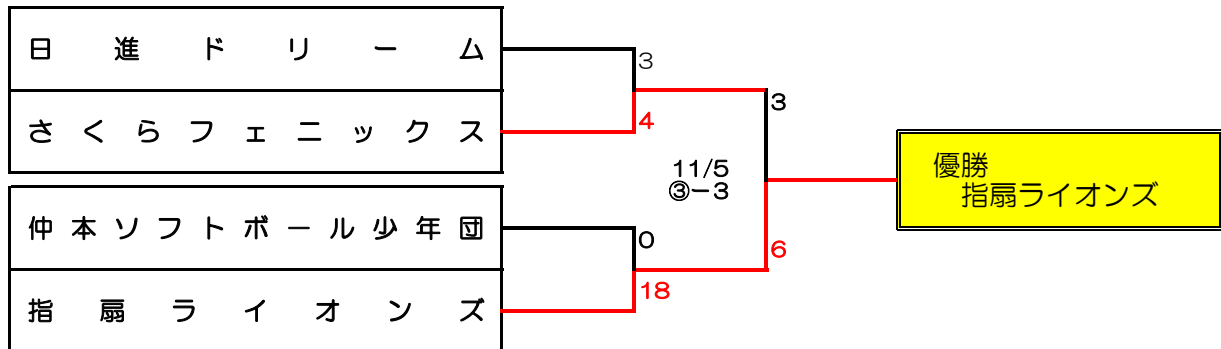 日進ドリーム
3
さくらフェニックス
4
3
11/5
③-3
優勝
指扇ライオンズ
仲本ソフトボール少年団
0
6
指扇ライオンズ
18